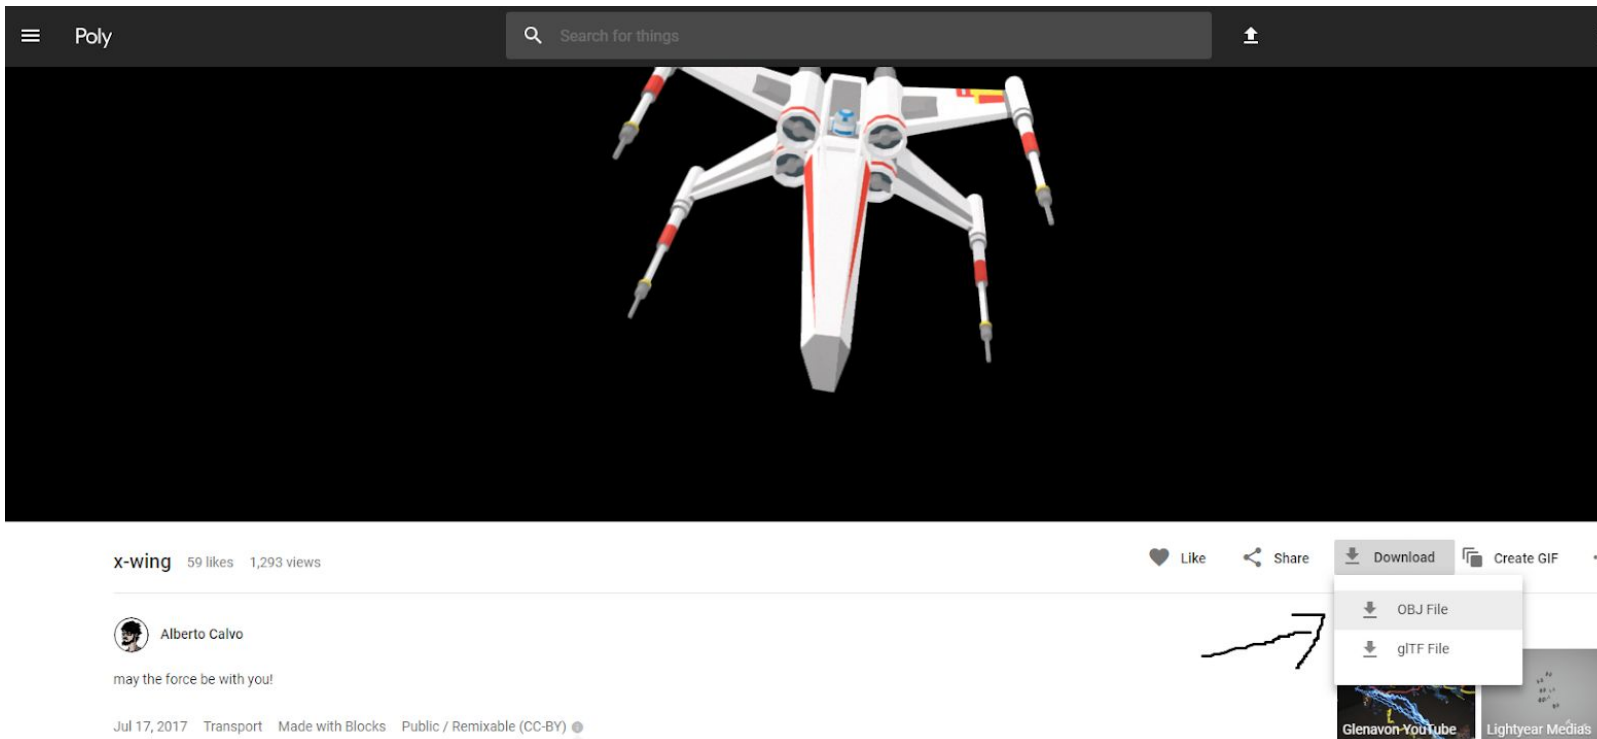 Poly
Search for things
x-wing 59 likes 1,293 views
Like Share Download Create GIF
OBJ File
glTF File
Alberto Calvo
may the force be with you!
Jul 17, 2017 Transport Made with Blocks Public / Remixable (CC-BY)
Glenavon YouTube
Lightyear Media's